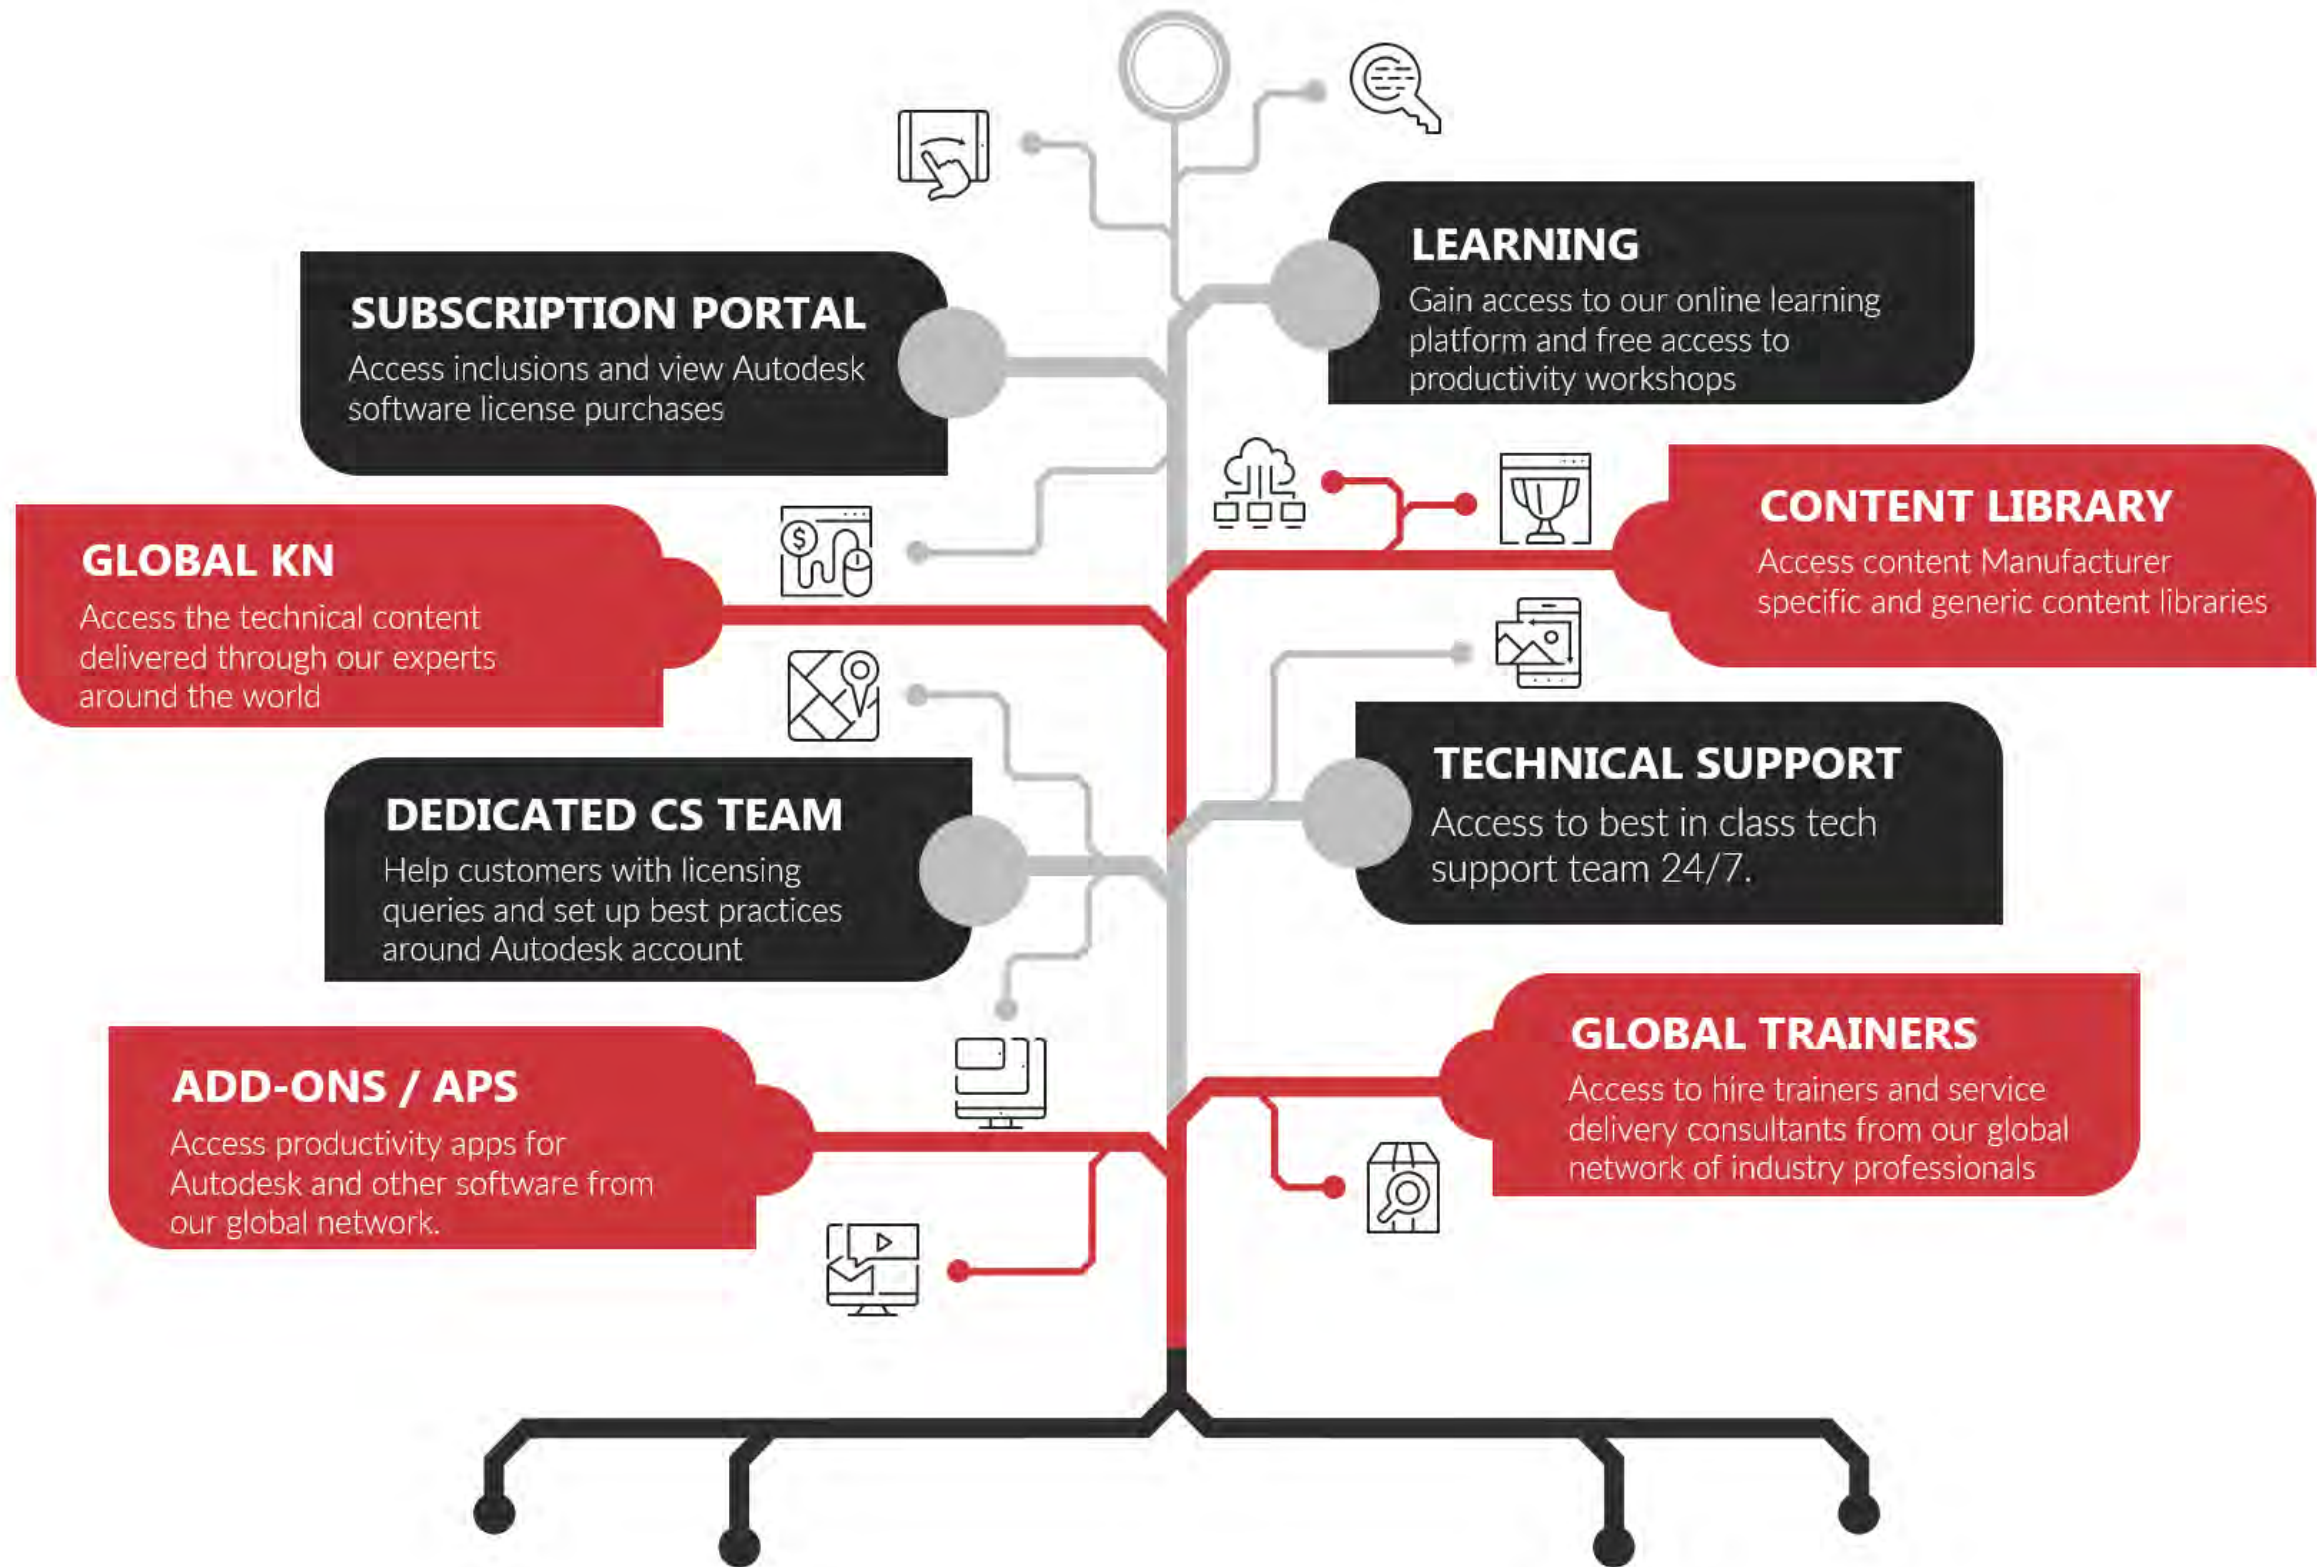 LEARNING
Gain access to our online learning
platform and free access to
productivity workshops
SUBSCRIPTION PORTAL
Access inclusions and view Autodesk
software license purchases
CONTENT LIBRARY
Access content Manufacturer
specific and generic content libraries
GLOBAL KN
Access the technical content
delivered through our experts
around the world
TECHNICAL SUPPORT
Access to best in class tech
support team 24/7.
DEDICATED CS TEAM
Help customers with licensing
queries and set up best practices
around Autodesk account
GLOBAL TRAINERS
Access to hire trainers and service
delivery consultants from our global
network of industry professionals
ADD-ONS / APS
Access productivity apps for
Autodesk and other software from
our global network.